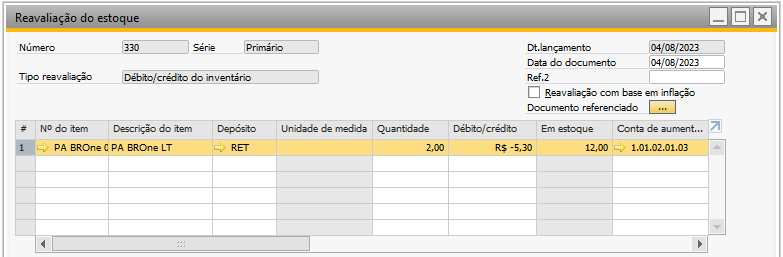 Reavaliação do estoque
Número 330 Série Primário Dt.lançamento 04/08/2023
Data do documento 04/08/2023
Tipo reavaliação Débito/crédito do inventário Ref.2
Reavaliação com base em inflação
Documento referenciado ...
# Nº do item Descrição do item Depósito Unidade de medida Quantidade Débito/crédito Em estoque Conta de aument...
1 PA BROne 0 PA BROne LT RET 2,00 R$ -5,30 12,00 1.01.02.01.03